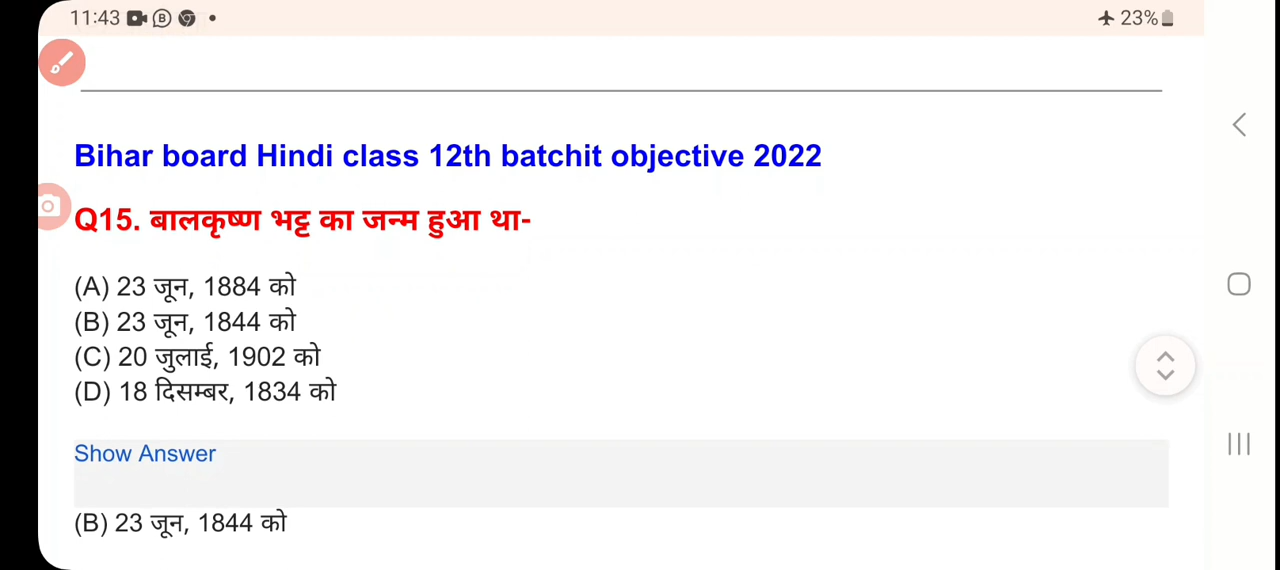 11:43
23%
Bihar board Hindi class 12th batchit objective 2022
Q15. बालकृष्ण भट्ट का जन्म हुआ था-
(A) 23 जून, 1884 को
(B) 23 जून, 1844 को
(C) 20 जुलाई, 1902 को
(D) 18 दिसम्बर, 1834 को
Show Answer
(B) 23 जून, 1844 को